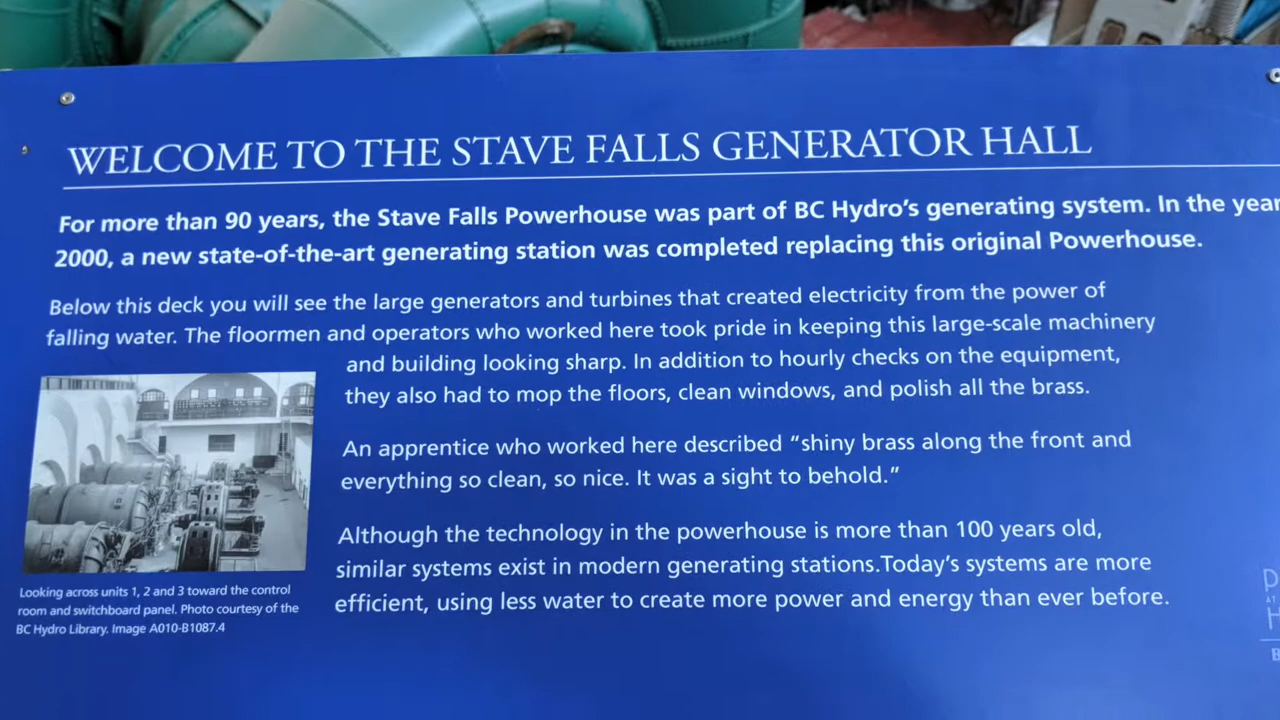 WELCOME TO THE STAVE FALLS GENERATOR HALL
For more than 90 years, the Stave Falls Powerhouse was part of BC Hydro's generating system. In the year
2000, a new state-of-the-art generating station was completed replacing this original Powerhouse.
Below this deck you will see the large generators and turbines that created electricity from the power of
falling water. The floormen and operators who worked here took pride in keeping this large-scale machinery
and building looking sharp. In addition to hourly checks on the equipment,
they also had to mop the floors, clean windows, and polish all the brass.
An apprentice who worked here described “shiny brass along the front and
everything so clean, so nice. It was a sight to behold.”
Although the technology in the powerhouse is more than 100 years old,
similar systems exist in modern generating stations.Today's systems are more
efficient, using less water to create more power and energy than ever before.
Looking across units 1, 2 and 3 toward the control
room and switchboard panel. Photo courtesy of the
BC Hydro Library. Image A010-B1087.4